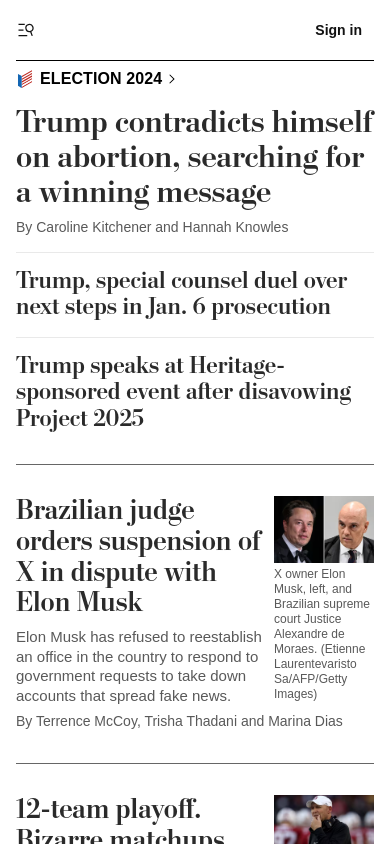 Sign in
ELECTION 2024
Trump contradicts himself
on abortion, searching for
a winning message
By Caroline Kitchener and Hannah Knowles
Trump, special counsel duel over
next steps in Jan. 6 prosecution
Trump speaks at Heritage-
sponsored event after disavowing
Project 2025
Brazilian judge
orders suspension of
X in dispute with
Elon Musk
Elon Musk has refused to reestablish
an office in the country to respond to
government requests to take down
accounts that spread fake news.
By Terrence McCoy, Trisha Thadani and Marina Dias
X owner Elon
Musk, left, and
Brazilian supreme
court Justice
Alexandre de
Moraes. (Etienne
Laurentevaristo
Sa/AFP/Getty
Images)
12-team playoff.
Bizarre matchups